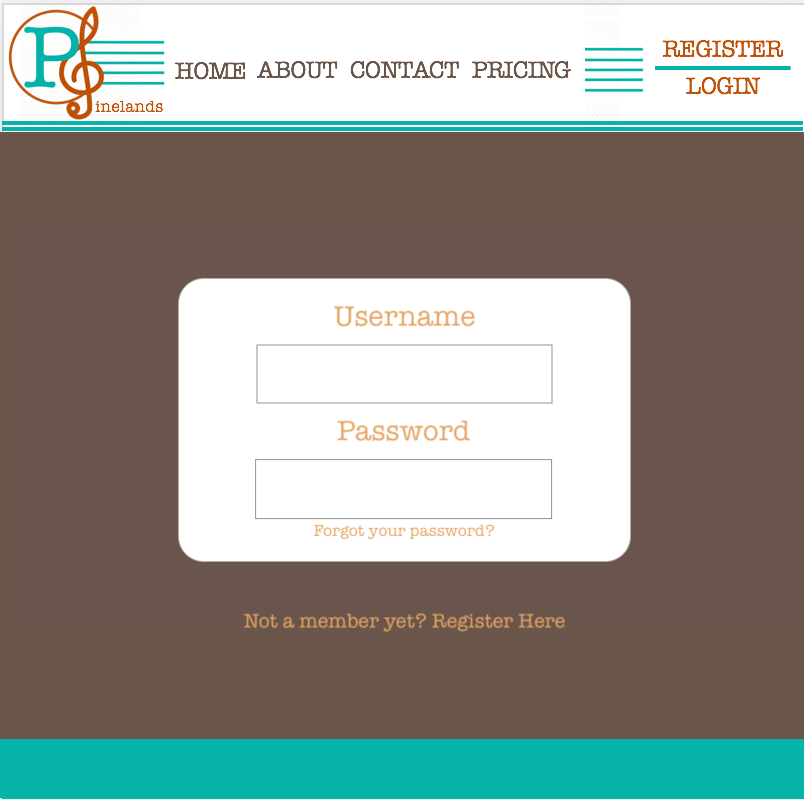 P
inelands
HOME ABOUT CONTACT PRICING
REGISTER
LOGIN
Username
Password
Forgot your password?
Not a member yet? Register Here